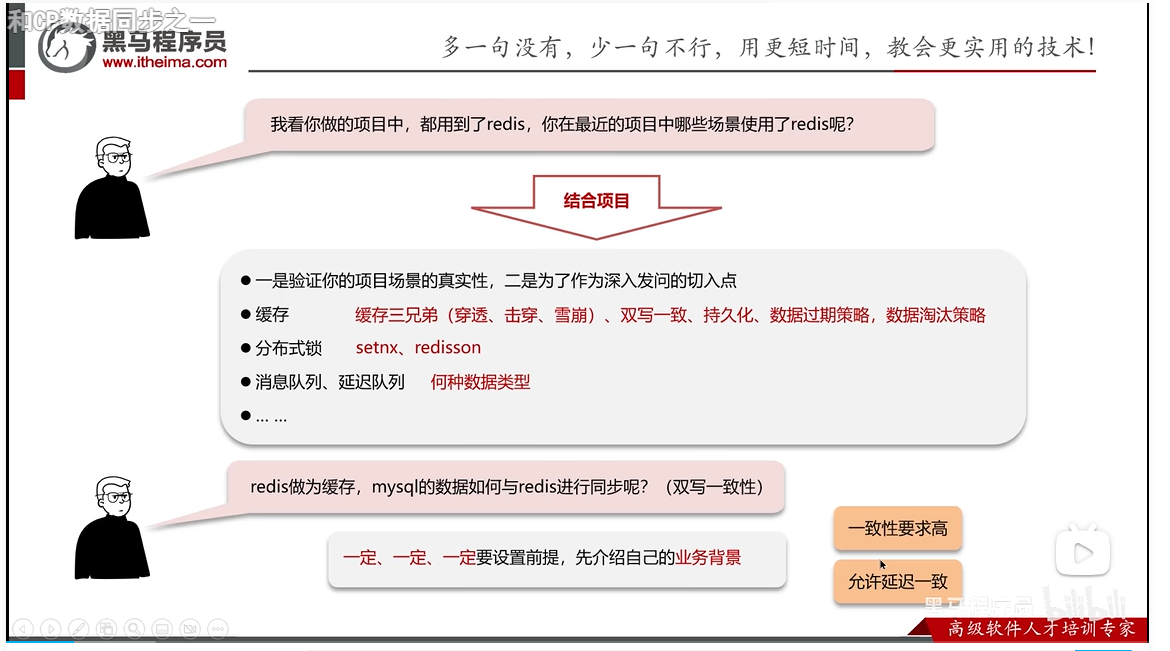 和CP数据同步之一
黑马程序员
www.itheima.com
多一句没有，少一句不行，用更短时间，教会更实用的技术！
我看你做的项目中，都用到了redis，你在最近的项目中哪些场景使用了redis呢？
结合项目
● 一是验证你的项目场景的真实性，二是为了作为深入发问的切入点
● 缓存 缓存三兄弟（穿透、击穿、雪崩）、双写一致、持久化、数据过期策略，数据淘汰策略
● 分布式锁 setnx、redisson
● 消息队列、延迟队列 何种数据类型
● ... ...
redis做为缓存，mysql的数据如何与redis进行同步呢？（双写一致性）
一致性要求高
一定、一定、一定要设置前提，先介绍自己的业务背景
允许延迟一致
黑马程序员 bilibili
高级软件人才培训专家